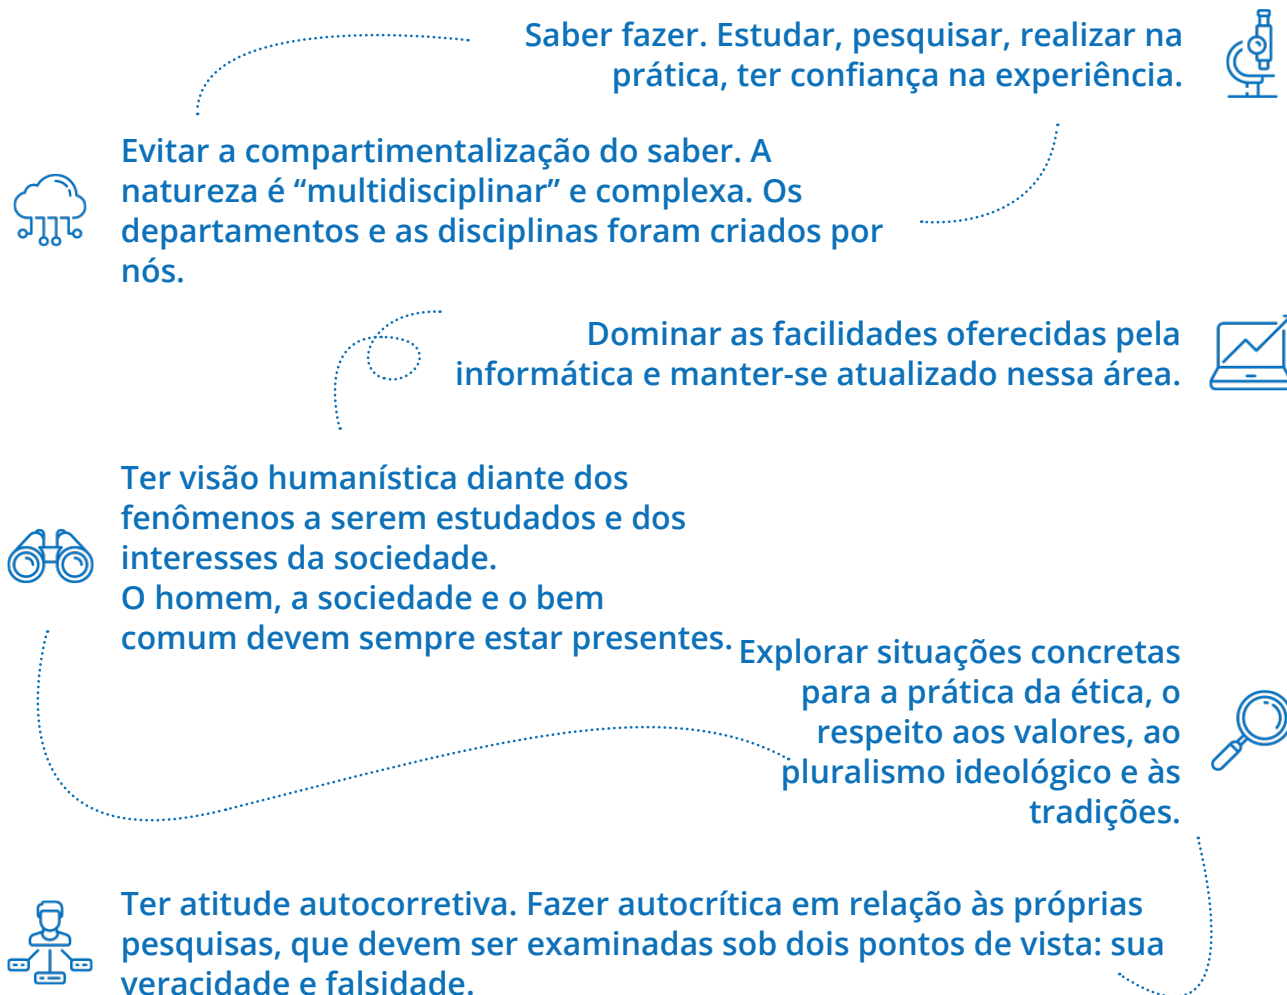 Saber fazer. Estudar, pesquisar, realizar na
prática, ter confiança na experiência.
Evitar a compartimentalização do saber. A
natureza é “multidisciplinar” e complexa. Os
departamentos e as disciplinas foram criados por
nós.
Dominar as facilidades oferecidas pela
informática e manter-se atualizado nessa área.
Ter visão humanística diante dos
fenômenos a serem estudados e dos
interesses da sociedade.
O homem, a sociedade e o bem
comum devem sempre estar presentes.
Explorar situações concretas
para a prática da ética, o
respeito aos valores, ao
pluralismo ideológico e às
tradições.
Ter atitude autocorretiva. Fazer autocrítica em relação às próprias
pesquisas, que devem ser examinadas sob dois pontos de vista: sua
veracidade e falsidade.